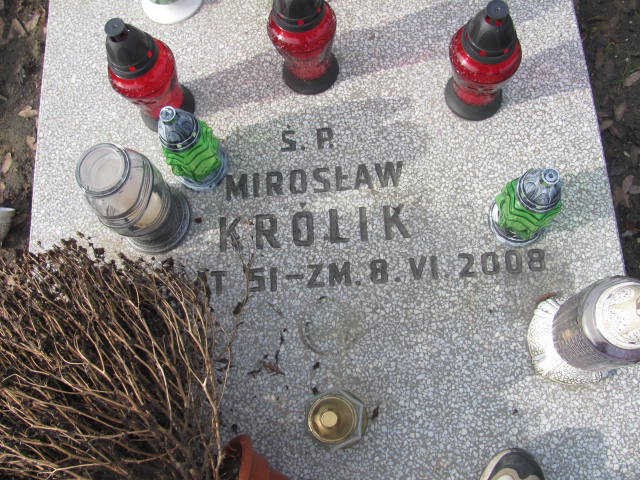 Ś. P.
MIROSŁAW
KRÓLIK
51 – ZM. 8. VI. 2008